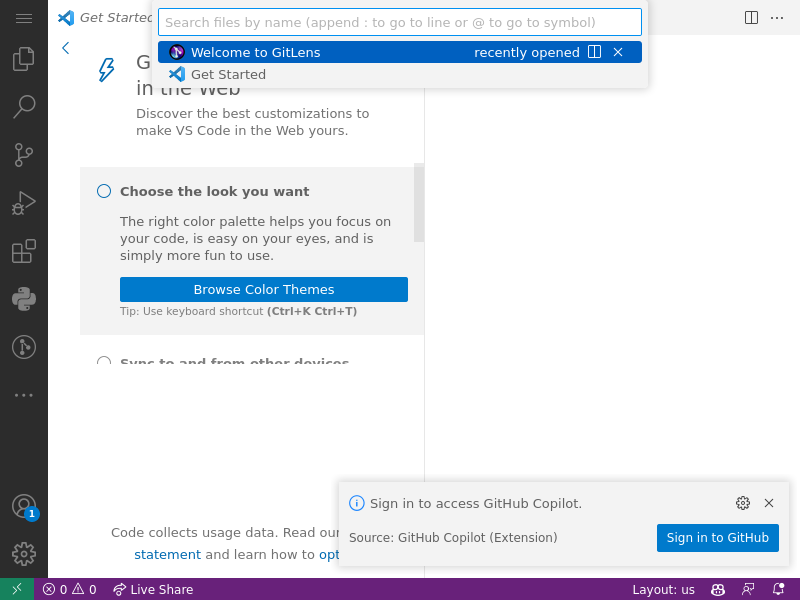 Get Started
Search files by name (append : to go to line or @ to go to symbol)
Welcome to GitLens
recently opened
Get Started
G
in the Web
Discover the best customizations to
make VS Code in the Web yours.
Choose the look you want
The right color palette helps you focus on
your code, is easy on your eyes, and is
simply more fun to use.
Browse Color Themes
Tip: Use keyboard shortcut (Ctrl+K Ctrl+T)
Sync to and from other devices
Code collects usage data. Read our
statement and learn how to opt
Sign in to access GitHub Copilot.
Source: GitHub Copilot (Extension)
Sign in to GitHub
1
0
0
Live Share
Layout: us